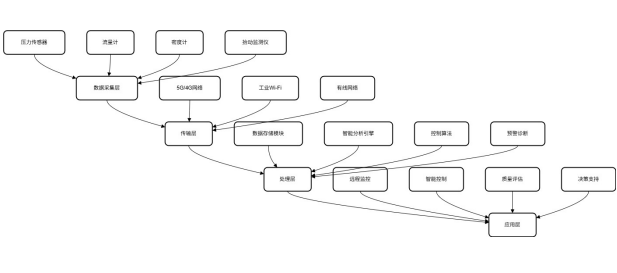 压力传感器
流量计
密度计
扬动监测仪
数据采集层
5G/4G网络
工业Wi-Fi
有线网络
传输层
数据存储模块
智能分析引擎
控制算法
预警诊断
处理层
远程监控
智能控制
质量评估
决策支持
应用层